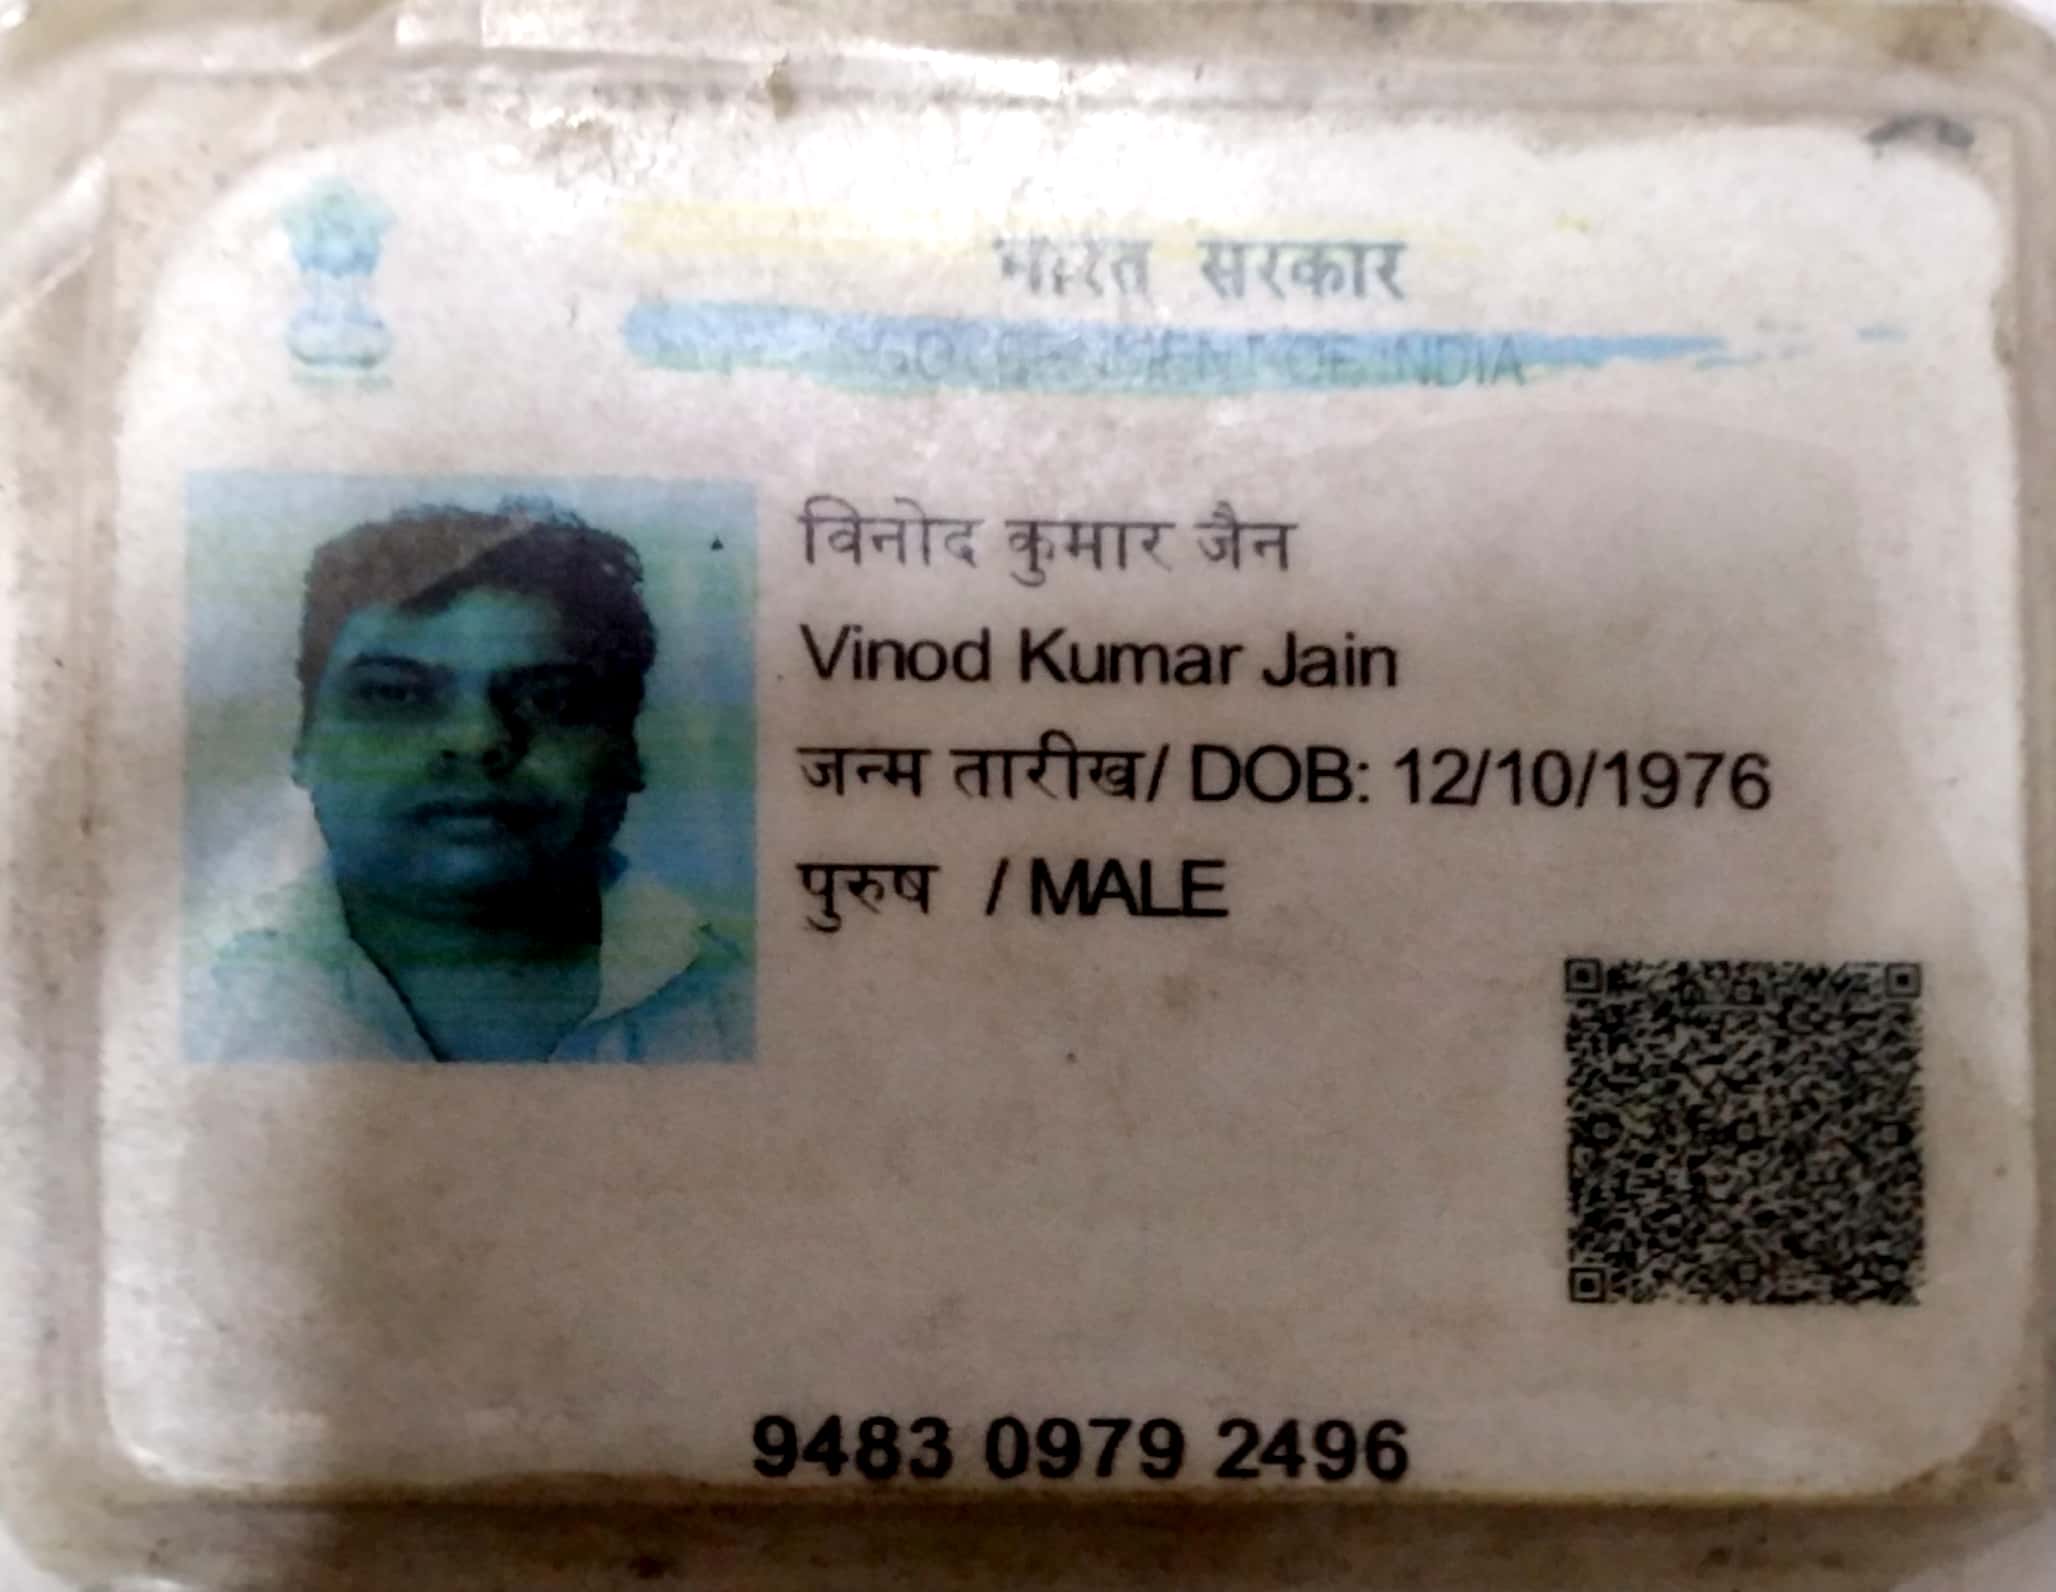 भारत सरकार
GOVERNMENT OF INDIA
विनोद कुमार जैन
Vinod Kumar Jain
जन्म तारीख/ DOB: 12/10/1976
पुरुष / MALE
9483 0979 2496